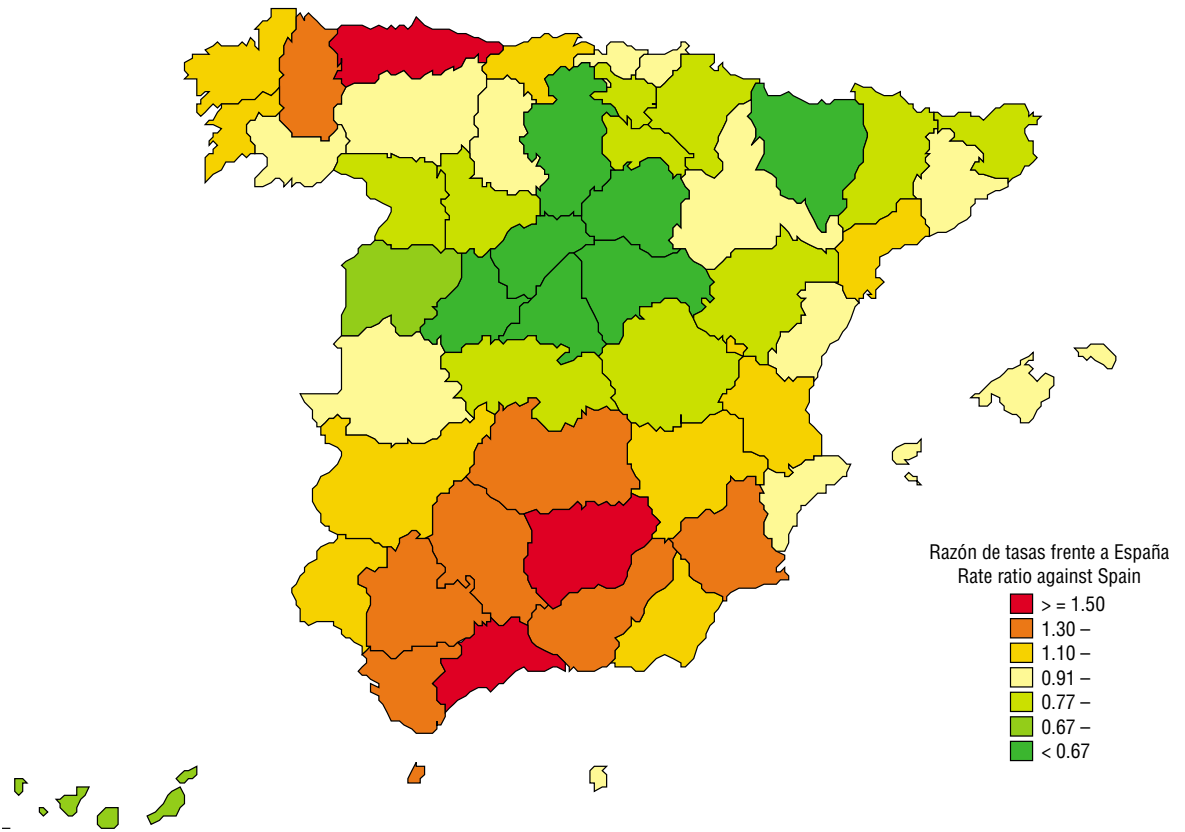 Razón de tasas frente a España
Rate ratio against Spain
> = 1.50
1.30 –
1.10 –
0.91 –
0.77 –
0.67 –
< 0.67